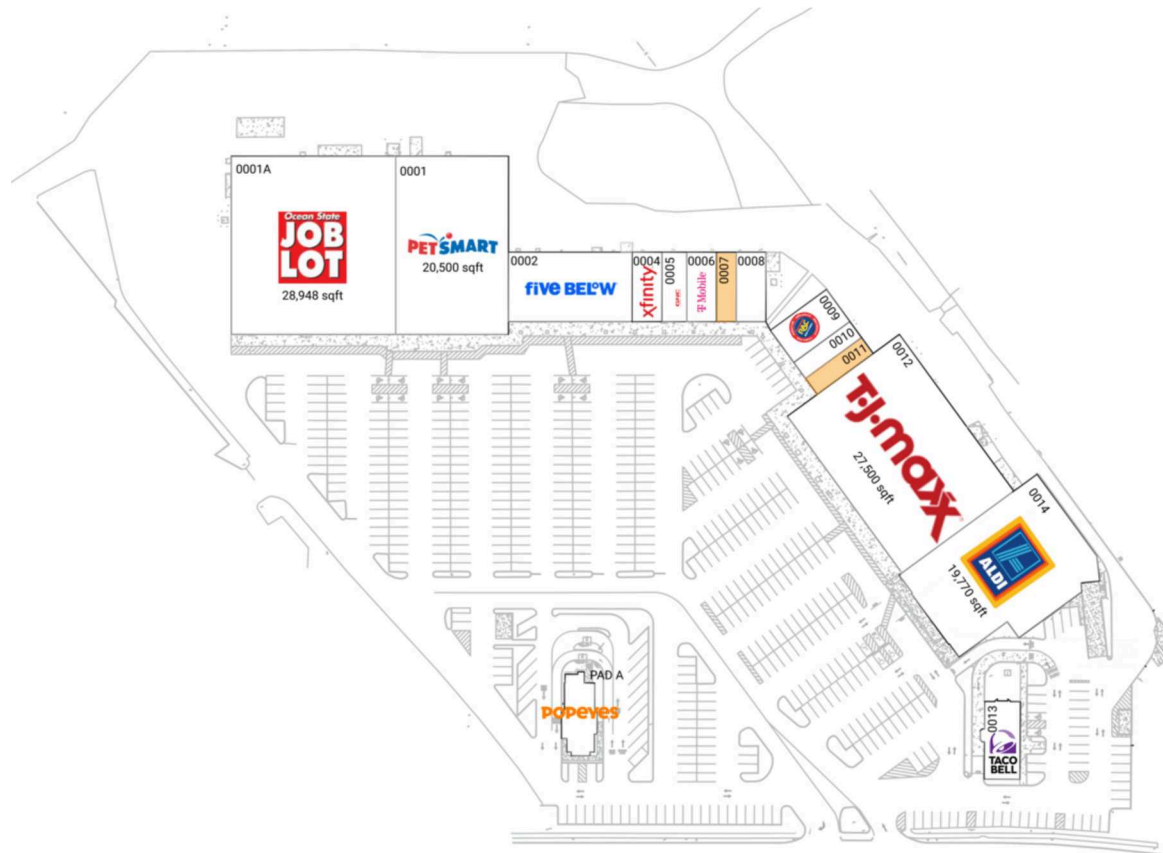 0001A
Ocean State
JOB
LOT
28,948 sqft
0001
PETSMART
20,500 sqft
0002
five BEL°W
0004
xfinity
0005
GNC
0006
T Mobile
0007
0008
0009
0010
0011
0012
T·J·maxx
27,500 sqft
0014
ALDI
19,770 sqft
PAD A
POPEYES
0013
TACO
BELL